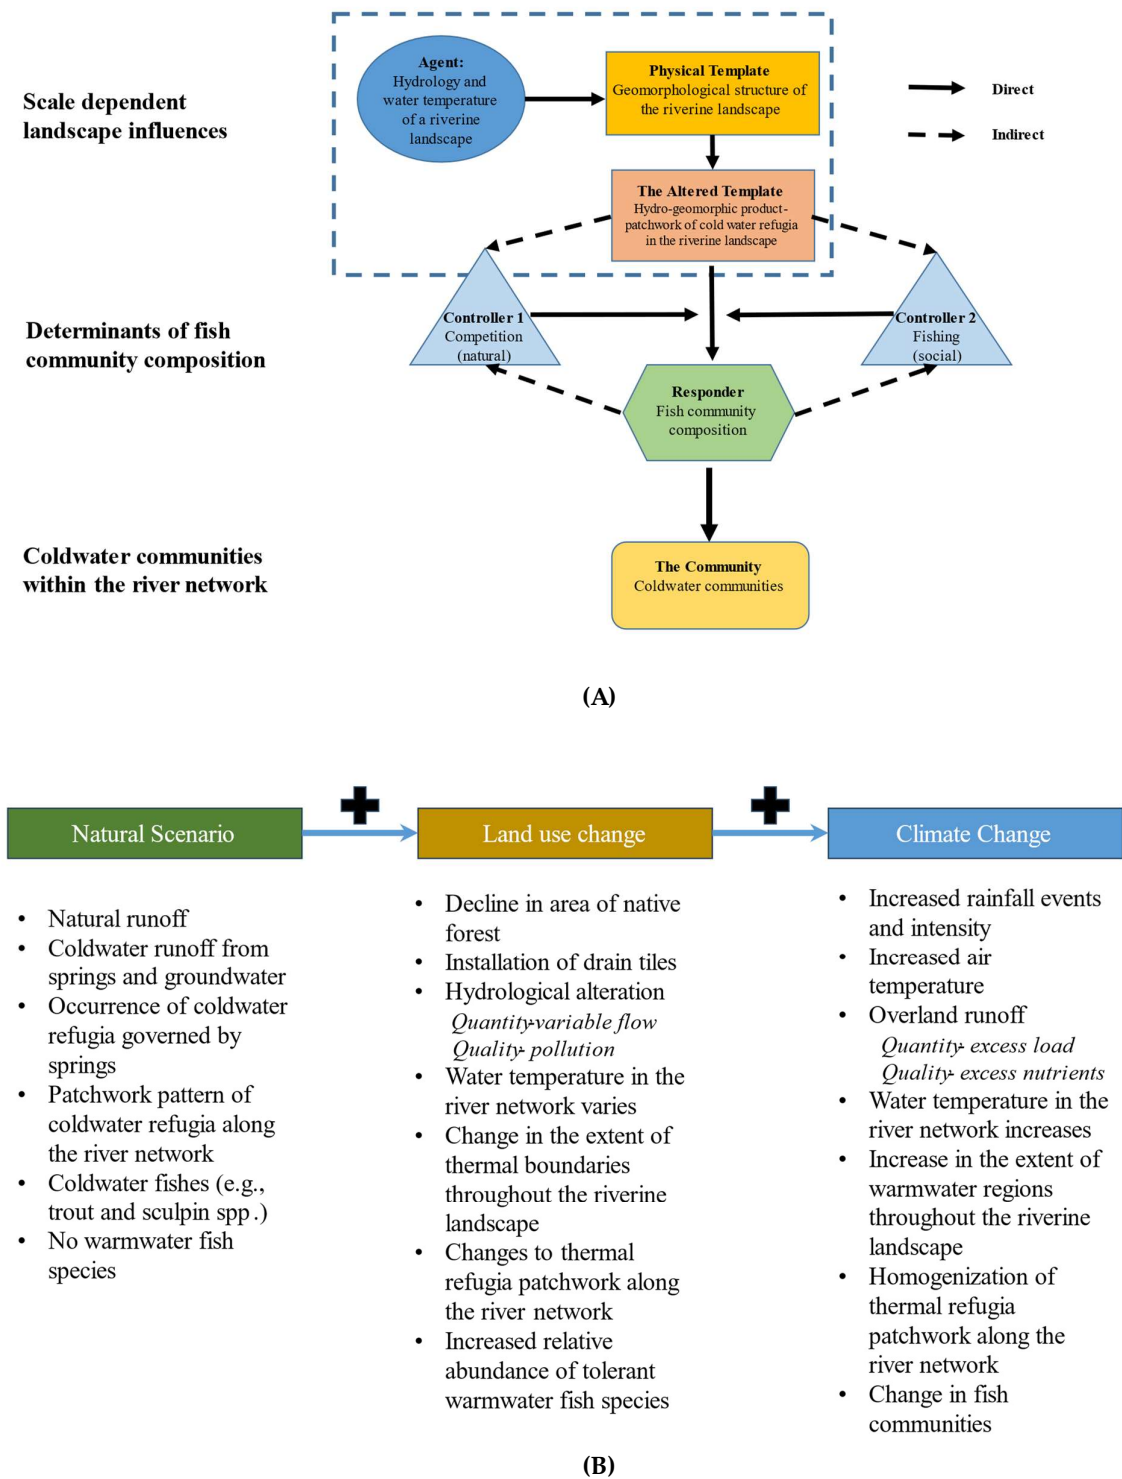 Scale dependent
landscape influences
Agent:
Hydrology and
water temperature
of a riverine
landscape
Physical Template
Geomorphological structure of
the riverine landscape
Direct
Indirect
The Altered Template
Hydro-geomorphic product-
patchwork of cold water refugia
in the riverine landscape
Determinants of fish
community composition
Controller 1
Competition
(natural)
Controller 2
Fishing
(social)
Responder
Fish community
composition
Coldwater communities
within the river network
The Community
Coldwater communities
(A)
Natural Scenario
Land use change
Climate Change
• Natural runoff
• Coldwater runoff from
springs and groundwater
• Occurrence of coldwater
refugia governed by
springs
• Patchwork pattern of
coldwater refugia along
the river network
• Coldwater fishes (e.g.,
trout and sculpin spp.)
• No warmwater fish
species
• Decline in area of native
forest
• Installation of drain tiles
• Hydrological alteration
Quantity-variable flow
Quality- pollution
• Water temperature in the
river network varies
• Change in the extent of
thermal boundaries
throughout the riverine
landscape
• Changes to thermal
refugia patchwork along
the river network
• Increased relative
abundance of tolerant
warmwater fish species
• Increased rainfall events
and intensity
• Increased air
temperature
• Overland runoff
Quantity- excess load
Quality- excess nutrients
• Water temperature in the
river network increases
• Increase in the extent of
warmwater regions
throughout the riverine
landscape
• Homogenization of
thermal refugia
patchwork along the
river network
• Change in fish
communities
(B)